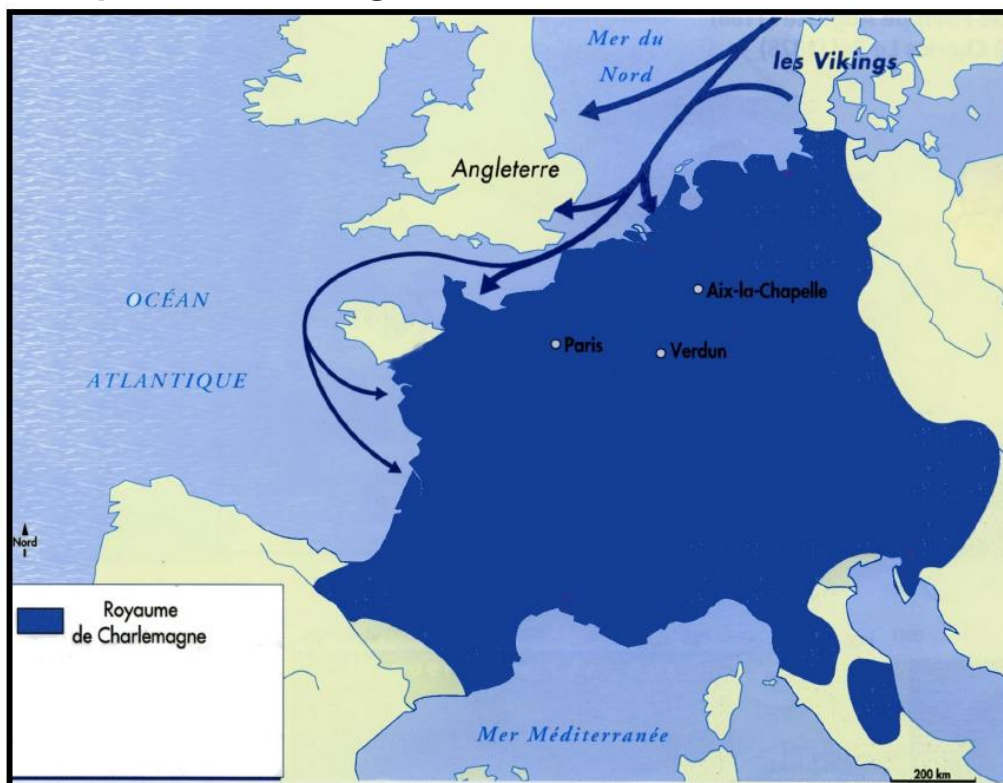 Mer du
Nord
les Vikings
Angleterre
OCÉAN
ATLANTIQUE
Aix-la-Chapelle
Paris
Verdun
Nord
Royaume
de Charlemagne
Mer Méditerranée
200 km